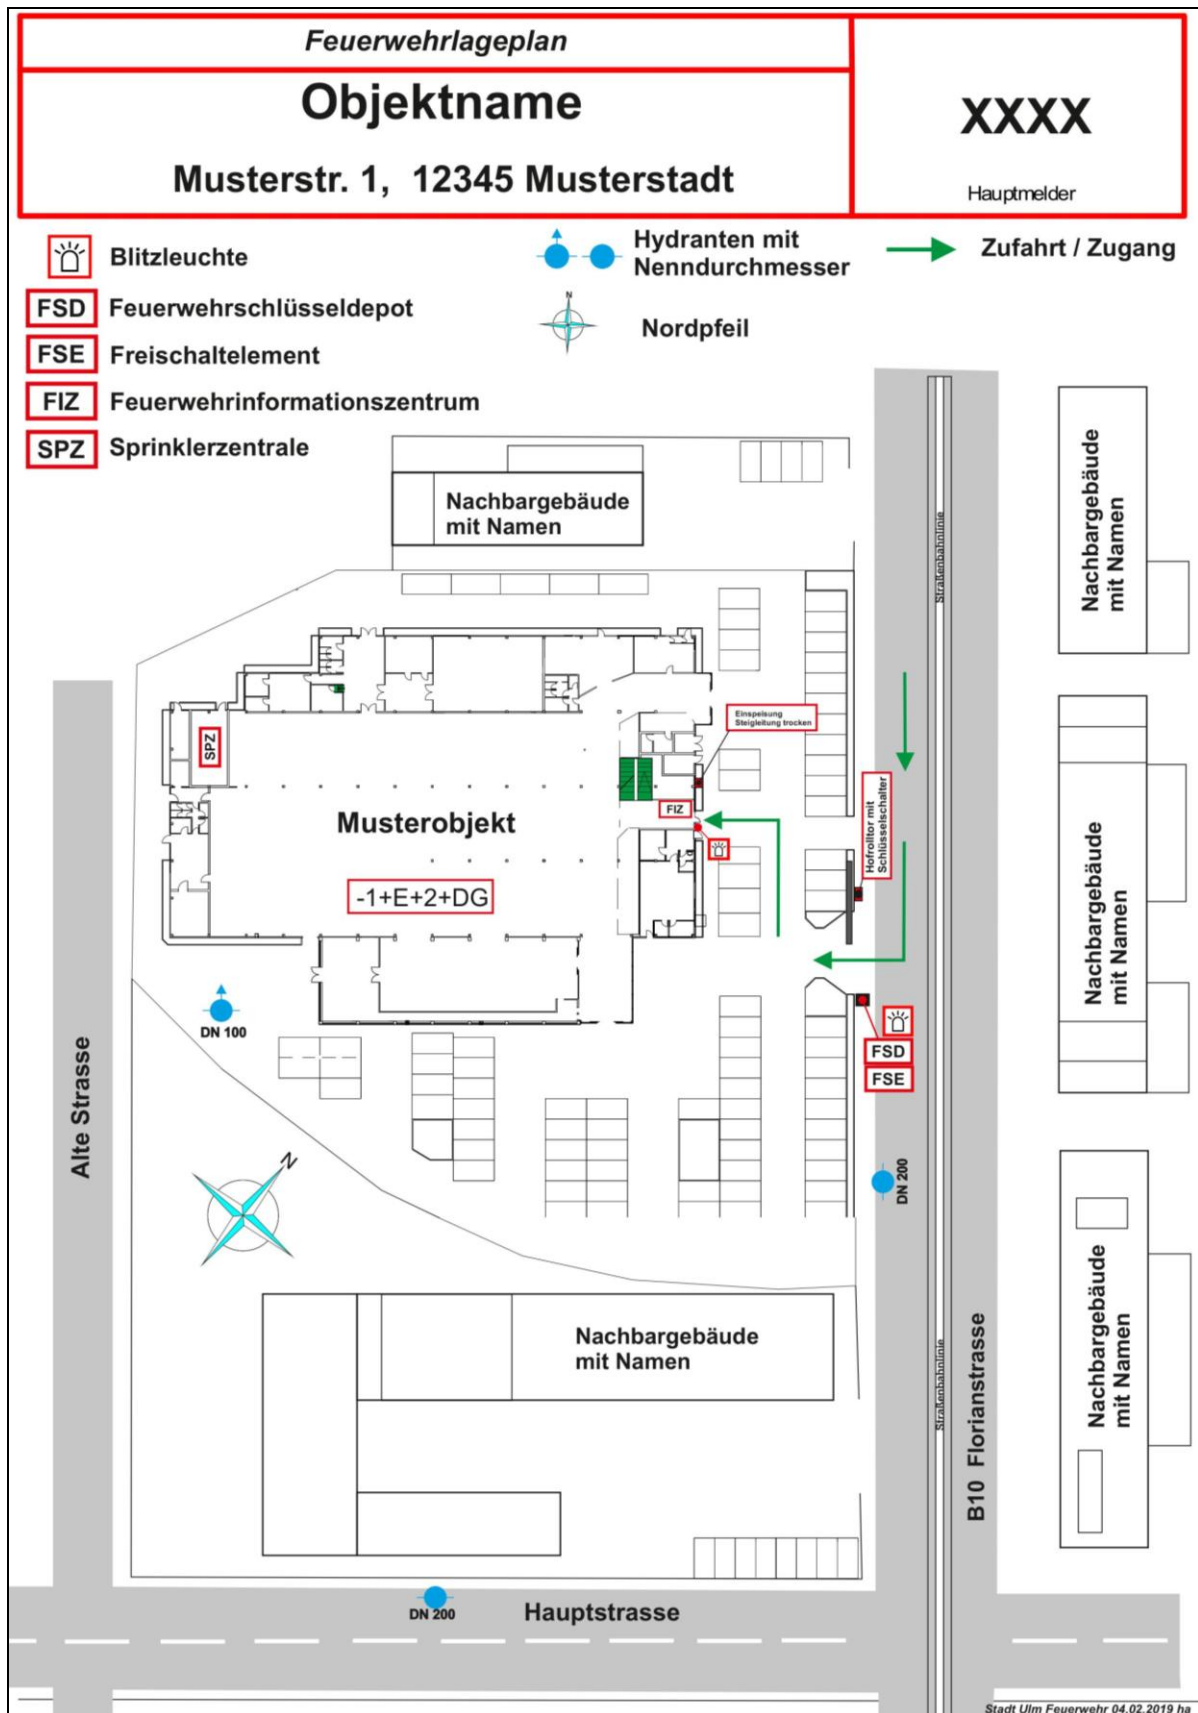 Feuerwehrlageplan
Objektname
Musterstr. 1, 12345 Musterstadt
XXXX
Hauptmelder
Blitzleuchte
FSD Feuerwehrschlüsseldepot
FSE Freischaltelement
FIZ Feuerwehrinformationszentrum
SPZ Sprinklerzentrale
Hydranten mit
Nenndurchmesser
N
Nordpfeil
Zufahrt / Zugang
Nachbargebäude
mit Namen
Straßenbahnlinie
Nachbargebäude
mit Namen
Einspeisung
Steigleitung trocken
SPZ
FIZ
Musterobjekt
-1+E+2+DG
Hofrolltor mit
Schlüsselschalter
Nachbargebäude
mit Namen
DN 100
FSD
FSE
Alte Strasse
N
DN 200
Nachbargebäude
mit Namen
Nachbargebäude
mit Namen
Straßenbahnlinie
B10 Florianstrasse
DN 200
Hauptstrasse
Stadt Ulm Feuerwehr 04.02.2019 ha